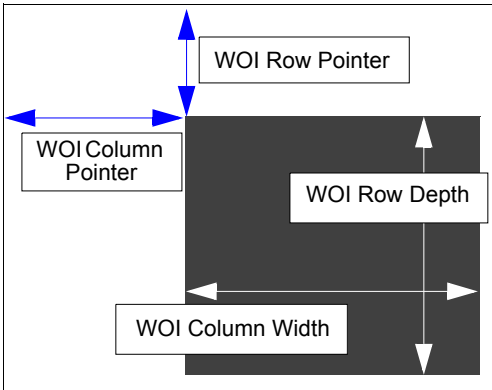 WOI Row Pointer
WOI Column
Pointer
WOI Row Depth
WOI Column Width